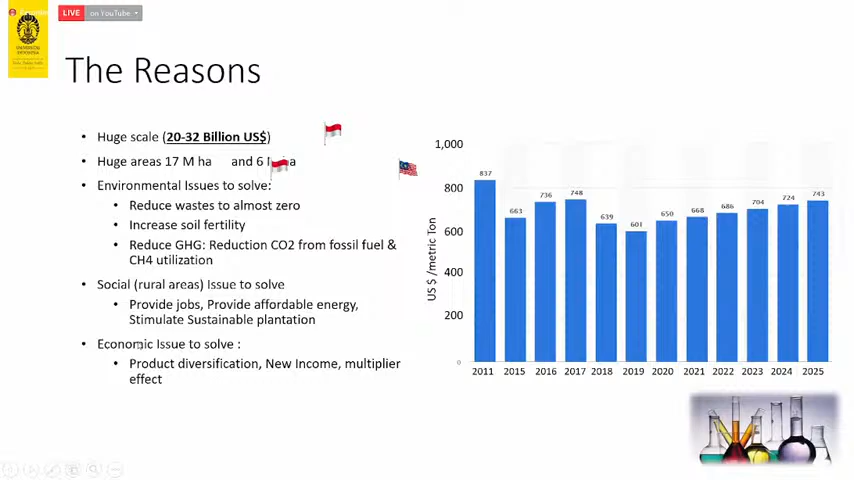 LIVE on YouTube
UNIVERSITAS
INDONESIA
The Reasons
• Huge scale (20-32 Billion US$)
• Huge areas 17 M ha and 6 ha
• Environmental Issues to solve:
• Reduce wastes to almost zero
• Increase soil fertility
• Reduce GHG: Reduction CO2 from fossil fuel &
CH4 utilization
• Social (rural areas) Issue to solve
• Provide jobs, Provide affordable energy,
Stimulate Sustainable plantation
• Economic Issue to solve :
• Product diversification, New Income, multiplier
effect
US $ /metric Ton
1,000
800
600
400
200
0
837
663
736
748
639
601
650
668
686
704
724
743
2011 2015 2016 2017 2018 2019 2020 2021 2022 2023 2024 2025